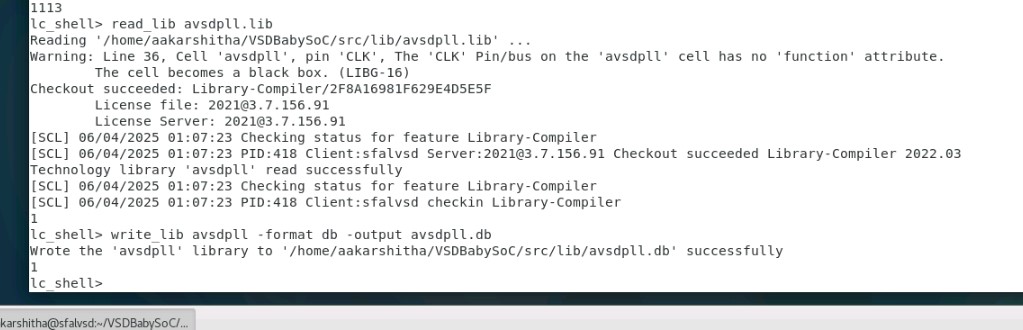 1113
lc_shell> read_lib avsdpll.lib
Reading '/home/aakarshitha/VSDBabySoC/src/lib/avsdpll.lib' ...
Warning: Line 36, Cell 'avsdpll', pin 'CLK', The 'CLK' Pin/bus on the 'avsdpll' cell has no 'function' attribute.
        The cell becomes a black box. (LIBG-16)
Checkout succeeded: Library-Compiler/2F8A16981F629E4D5E5F
        License file: 2021@3.7.156.91
        License Server: 2021@3.7.156.91
[SCL] 06/04/2025 01:07:23 Checking status for feature Library-Compiler
[SCL] 06/04/2025 01:07:23 PID:418 Client:sfalvsd Server:2021@3.7.156.91 Checkout succeeded Library-Compiler 2022.03
Technology library 'avsdpll' read successfully
[SCL] 06/04/2025 01:07:23 Checking status for feature Library-Compiler
[SCL] 06/04/2025 01:07:23 PID:418 Client:sfalvsd checkin Library-Compiler
1
lc_shell> write_lib avsdpll -format db -output avsdpll.db
Wrote the 'avsdpll' library to '/home/aakarshitha/VSDBabySoC/src/lib/avsdpll.db' successfully
1
lc_shell>
karshitha@sfalvsd:~/VSDBabySoC/...